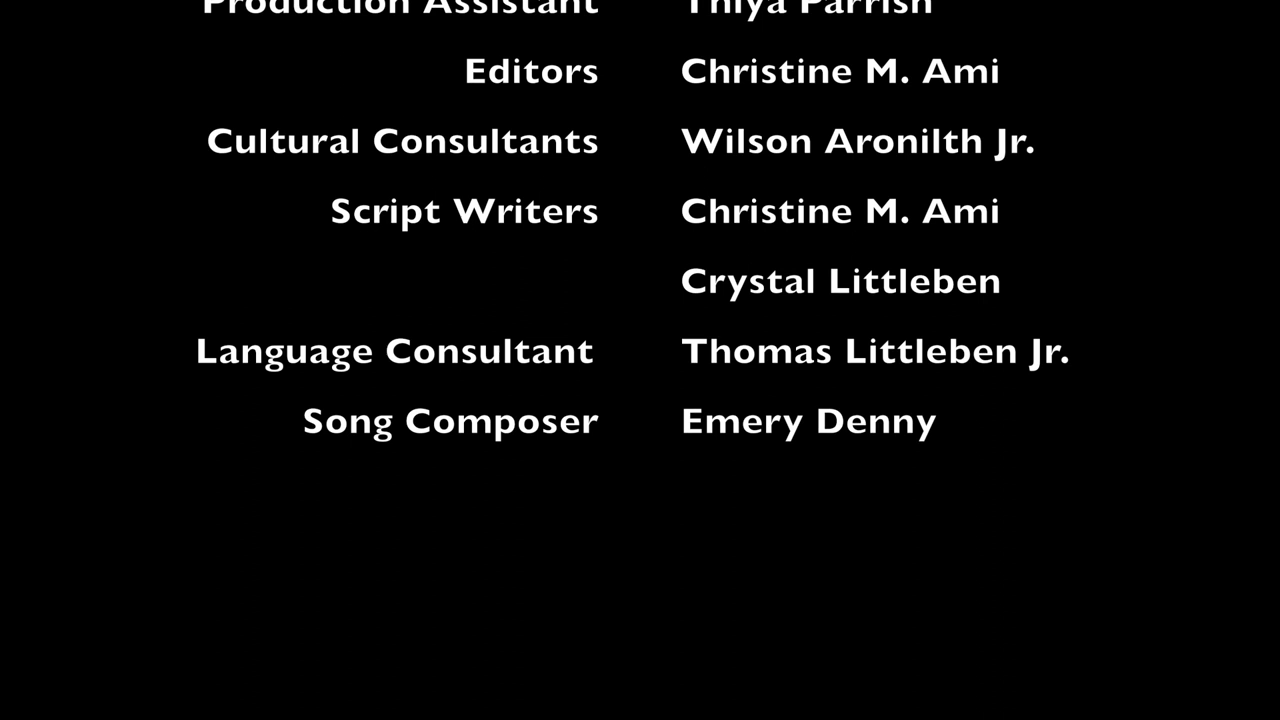 Production Assistant Thiya Parrish
Editors Christine M. Ami
Cultural Consultants Wilson Aronilth Jr.
Script Writers Christine M. Ami
Crystal Littleben
Language Consultant Thomas Littleben Jr.
Song Composer Emery Denny